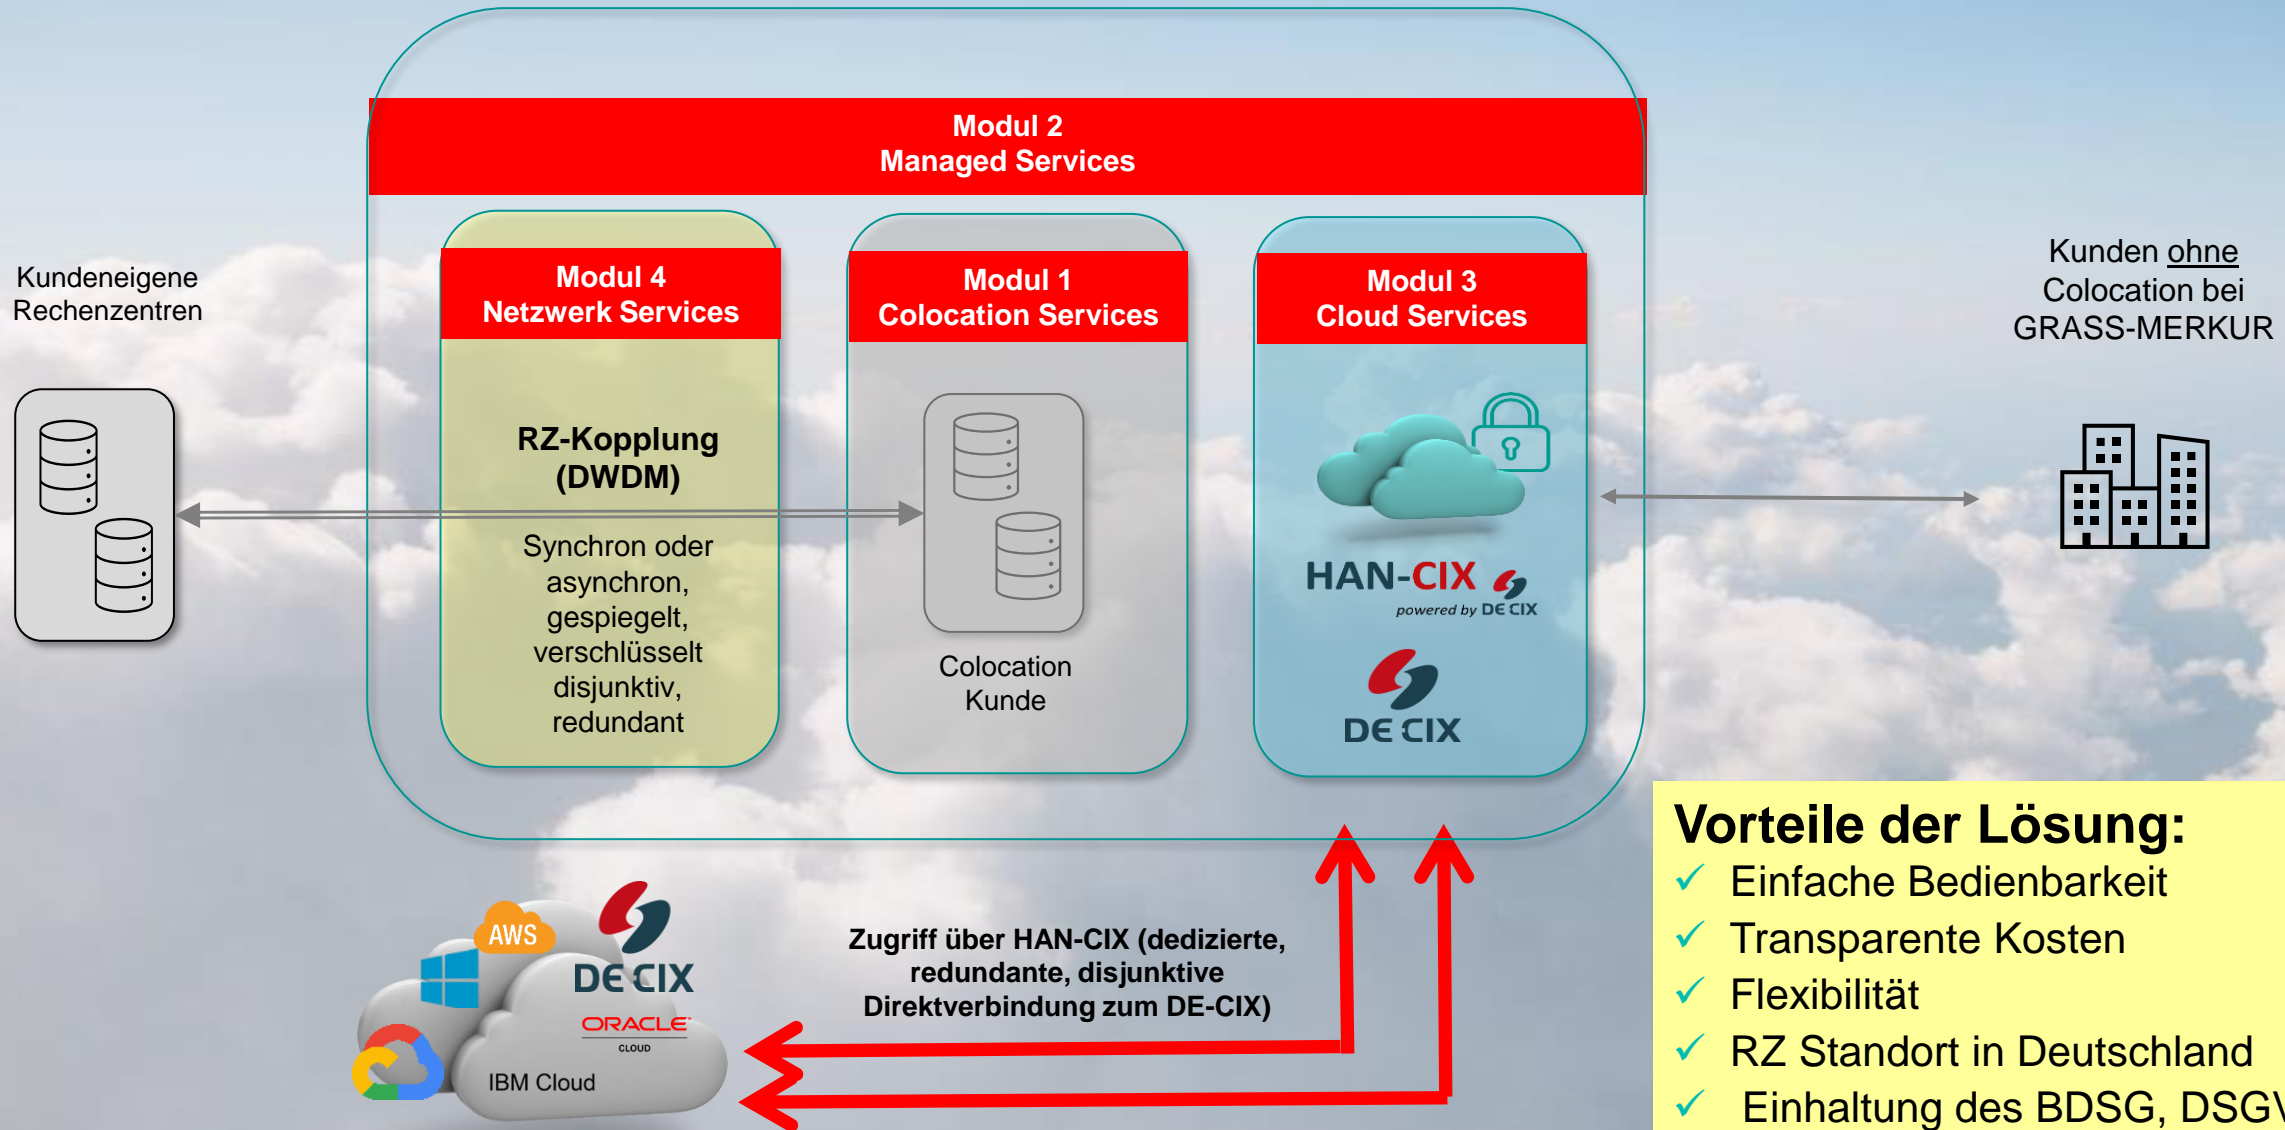 Modul 2
Managed Services
Kundeneigene
Rechenzentren
Modul 4
Netzwerk Services
RZ-Kopplung
(DWDM)
Synchron oder
asynchron,
gespiegelt,
verschlüsselt
disjunktiv,
redundant
Modul 1
Colocation Services
Colocation
Kunde
Modul 3
Cloud Services
HAN-CIX
powered by DE CIX
DE CIX
Kunden ohne
Colocation bei
GRASS-MERKUR
AWS
DE CIX
ORACLE
CLOUD
IBM Cloud
Zugriff über HAN-CIX (dedizierte,
redundante, disjunktive
Direktverbindung zum DE-CIX)
Vorteile der Lösung:
✓ Einfache Bedienbarkeit
✓ Transparente Kosten
✓ Flexibilität
✓ RZ Standort in Deutschland
✓ Einhaltung des BDSG, DSGV